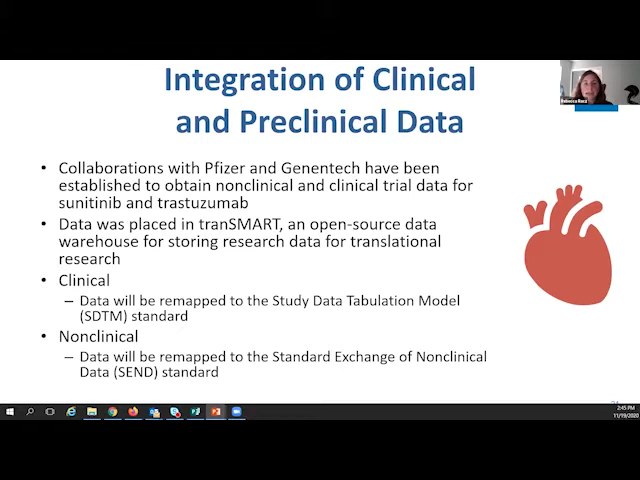 Integration of Clinical
and Preclinical Data
Rebecca Racz
• Collaborations with Pfizer and Genentech have been
established to obtain nonclinical and clinical trial data for
sunitinib and trastuzumab
• Data was placed in tranSMART, an open-source data
warehouse for storing research data for translational
research
• Clinical
– Data will be remapped to the Study Data Tabulation Model
(SDTM) standard
• Nonclinical
– Data will be remapped to the Standard Exchange of Nonclinical
Data (SEND) standard
2:45 PM
11/19/2020